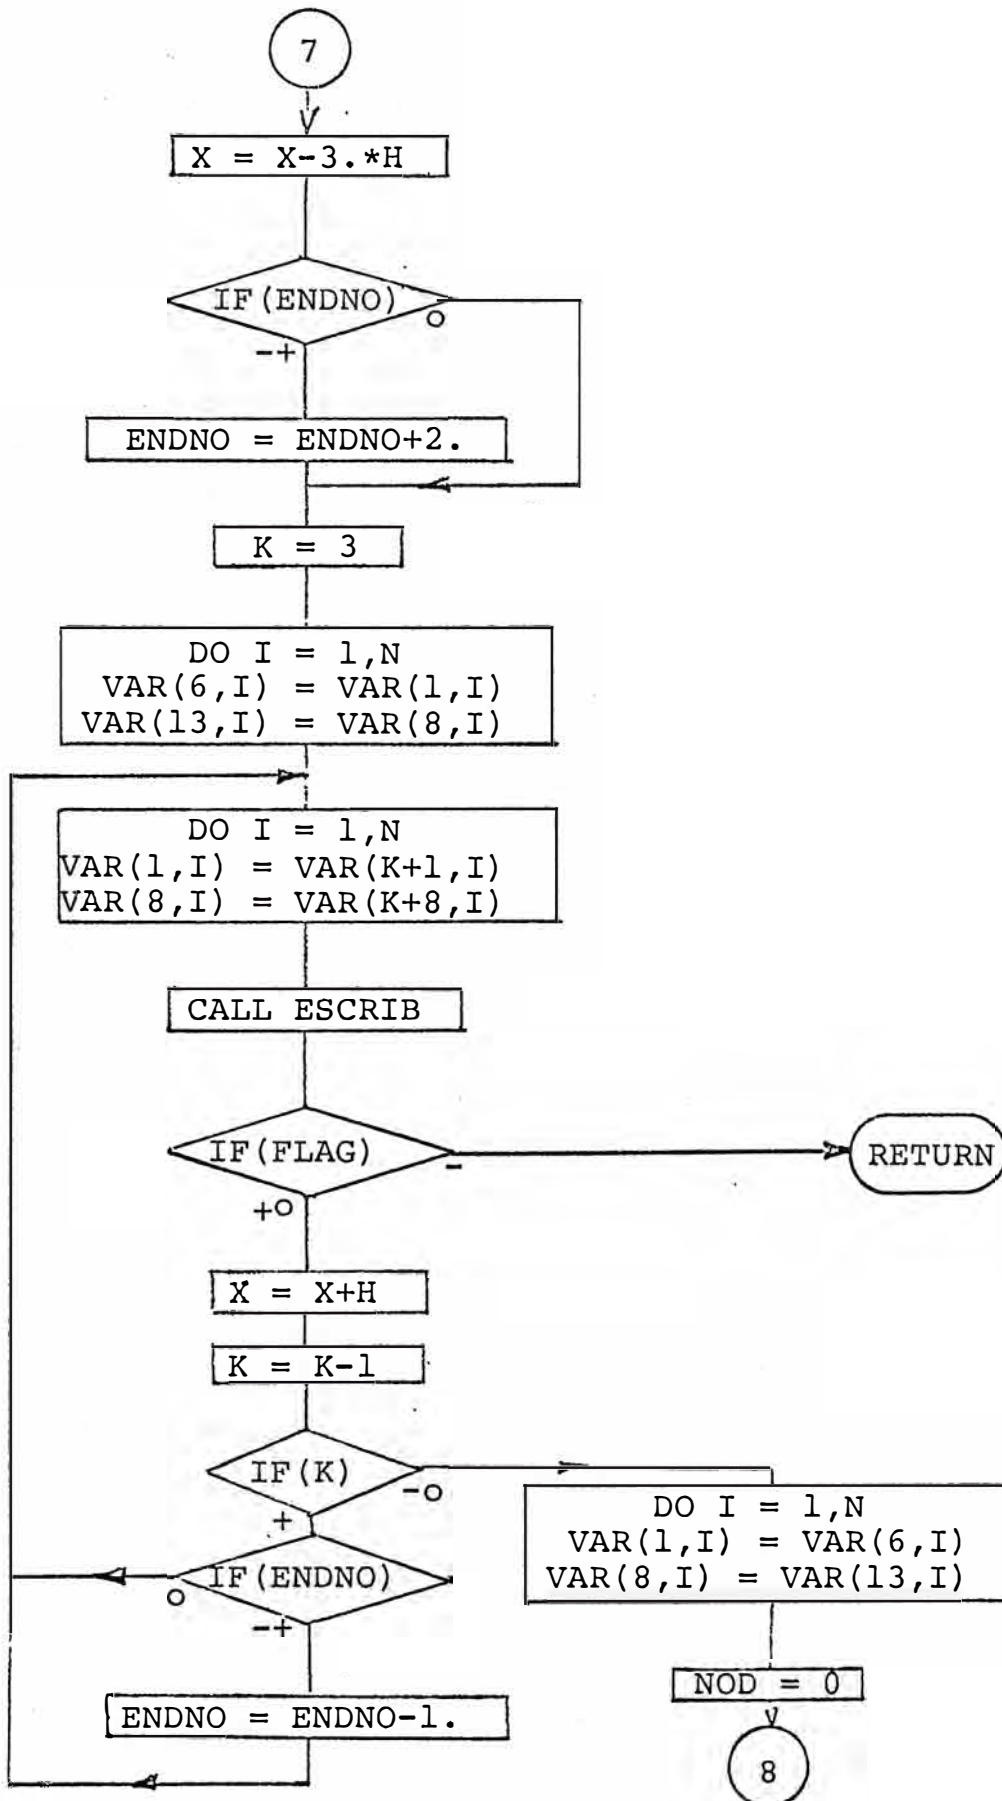 7
X = X-3.*H
IF(ENDNO)
O
-+
ENDNO = ENDNO+2.
K = 3
DO I = 1,N
VAR(6,I) = VAR(1,I)
VAR(13,I) = VAR(8,I)
DO I = 1,N
VAR(1,I) = VAR(K+1,I)
VAR(8,I) = VAR(K+8,I)
CALL ESCRIB
IF(FLAG)
-
RETURN
+O
X = X+H
K = K-1
IF(K)
-O
+
DO I = 1,N
VAR(1,I) = VAR(6,I)
VAR(8,I) = VAR(13,I)
IF(ENDNO)
O
-+
NOD = 0
ENDNO = ENDNO-1.
8